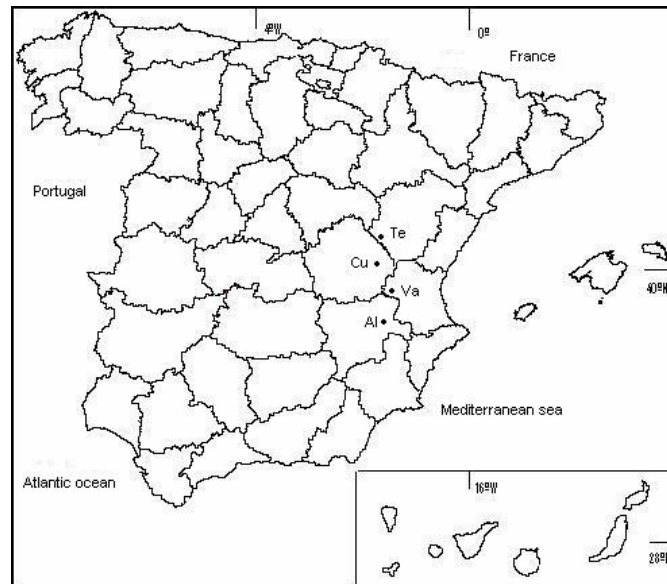 4ºW
0º
France
Portugal
Te
Cu
Va
Al
40ºN
Mediterranean sea
Atlantic ocean
16ºW
28ºN